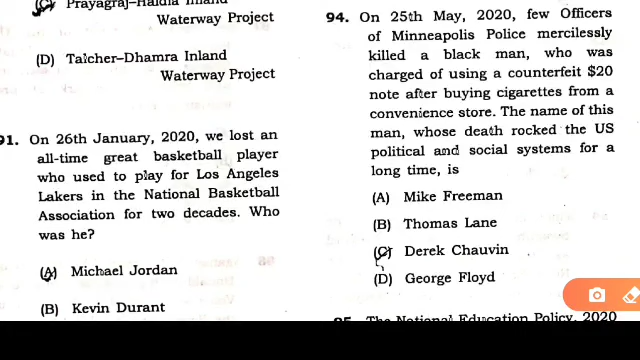 (C) Prayagraj–Haldia Inland
Waterway Project
(D) Talcher–Dhamra Inland
Waterway Project
91. On 26th January, 2020, we lost an
all-time great basketball player
who used to play for Los Angeles
Lakers in the National Basketball
Association for two decades. Who
was he?
(A) Michael Jordan
(B) Kevin Durant
94. On 25th May, 2020, few Officers
of Minneapolis Police mercilessly
killed a black man, who was
charged of using a counterfeit $20
note after buying cigarettes from a
convenience store. The name of this
man, whose death rocked the US
political and social systems for a
long time, is
(A) Mike Freeman
(B) Thomas Lane
(C) Derek Chauvin
(D) George Floyd
95. The National Education Policy, 2020